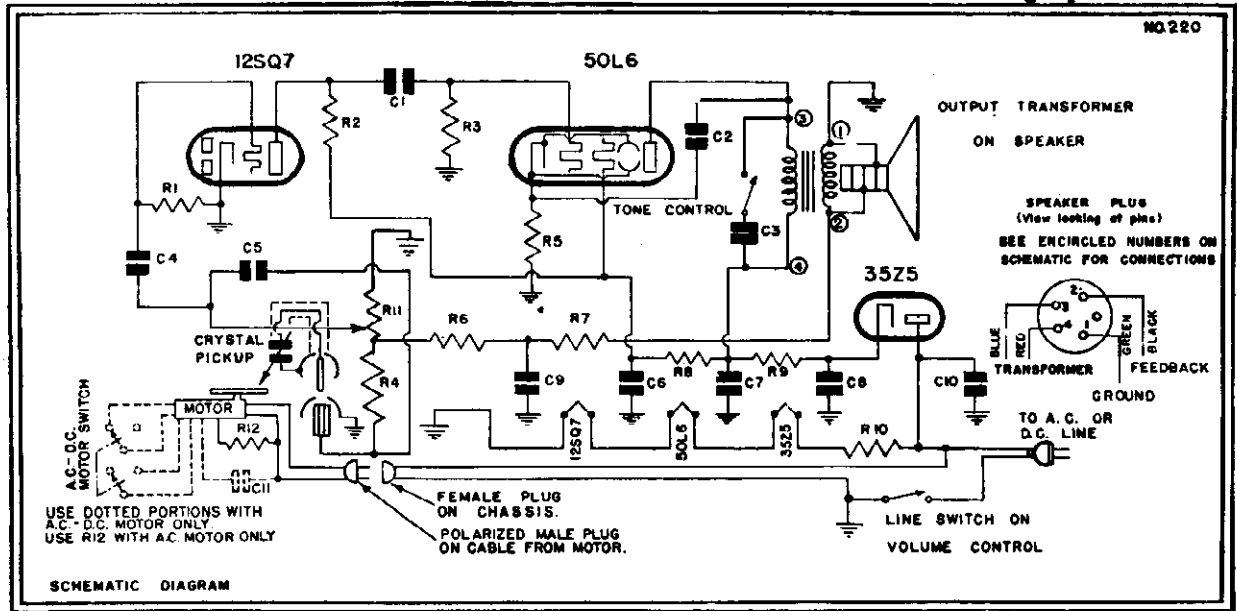 NO.220
12SQ7
50L6
C1
R2
R3
C2
③
①
OUTPUT TRANSFORMER
ON SPEAKER
R1
TONE CONTROL
C3
②
④
SPEAKER PLUG
(View looking at pins)
SEE ENCIRCLED NUMBERS ON
SCHEMATIC FOR CONNECTIONS
C4
C5
R5
35Z5
R11
R6
R7
CRYSTAL
PICKUP
R4
C9
C6
R8
C7
R9
C8
C10
2
3
4
1
BLUE
RED
GREEN
BLACK
TRANSFORMER
FEEDBACK
GROUND
MOTOR
R12
C11
A.C.-D.C.
MOTOR SWITCH
12SQ7
50L6
35Z5
R10
TO A.C. OR
D.C. LINE
USE DOTTED PORTIONS WITH
A.C.-D.C. MOTOR ONLY.
USE R12 WITH A.C. MOTOR ONLY
FEMALE PLUG
ON CHASSIS.
POLARIZED MALE PLUG
ON CABLE FROM MOTOR.
LINE SWITCH ON
VOLUME CONTROL
SCHEMATIC DIAGRAM